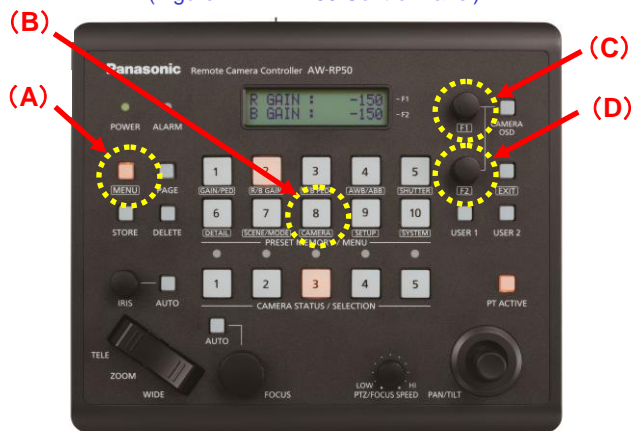 (B)
(C)
(A)
(D)
Panasonic Remote Camera Controller AW-RP50
R GAIN : -150 F1
B GAIN : -150 F2
POWER ALARM
F1 CAMERA OSD
MENU PAGE
1 2 3 4 5
GAIN/PED R/B GAIN AWB/ABB SHUTTER
F2 EXIT
STORE DELETE
6 7 8 9 10
DETAIL SCENE/MODE CAMERA SETUP SYSTEM
USER 1 USER 2
PRESET MEMORY / MENU
1 2 3 4 5
CAMERA STATUS / SELECTION
IRIS AUTO
PT ACTIVE
AUTO
TELE
ZOOM
WIDE
FOCUS
LOW HI
PTZ/FOCUS SPEED
PAN/TILT